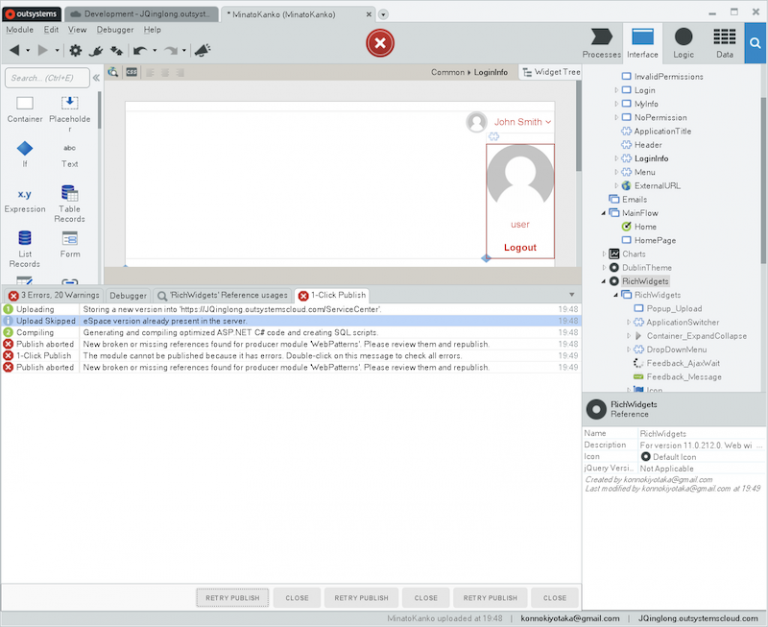 outsystems
Development - JQinglong.outsyst...
* MinatoKanko (MinatoKanko)
Module Edit View Debugger Help
Processes
Interface
Logic
Data
Search... (Ctrl+E)
Common LoginInfo
Widget Tree
Container
Placeholde
r
If
Text
abc
x.y
Expression
Table
Records
List
Records
Form
John Smith
user
Logout
InvalidPermissions
Login
MyInfo
NoPermission
ApplicationTitle
Header
LoginInfo
Menu
ExternalURL
Emails
MainFlow
Home
HomePage
Charts
DublinTheme
RichWidgets
RichWidgets
Popup_Upload
ApplicationSwitcher
Container_ExpandCollapse
DropDownMenu
Feedback_AjaxWait
Feedback_Message
Icon
3 Errors, 20 Warnings
Debugger
'RichWidgets' Reference usages
1-Click Publish
1 Uploading Storing a new version into 'https://JQinglong.outsystemscloud.com/ServiceCenter'. 19:48
Upload Skipped eSpace version already present in the server. 19:48
2 Compiling Generating and compiling optimized ASP.NET C# code and creating SQL scripts. 19:48
Publish aborted New broken or missing references found for producer module 'WebPatterns'. Please review them and republish. 19:48
1-Click Publish The module cannot be published because it has errors. Double-click on this message to check all errors. 19:49
Publish aborted New broken or missing references found for producer module 'WebPatterns'. Please review them and republish. 19:49
RichWidgets
Reference
Name RichWidgets
Description For version 11.0.212.0. Web wi ...
Icon Default Icon
jQuery Versi... Not Applicable
Created by konnokiyotaka@gmail.com
Last modified by konnokiyotaka@gmail.com at 19:49
RETRY PUBLISH CLOSE RETRY PUBLISH CLOSE RETRY PUBLISH CLOSE
MinatoKanko uploaded at 19:48 | konnokiyotaka@gmail.com | JQinglong.outsystemscloud.com